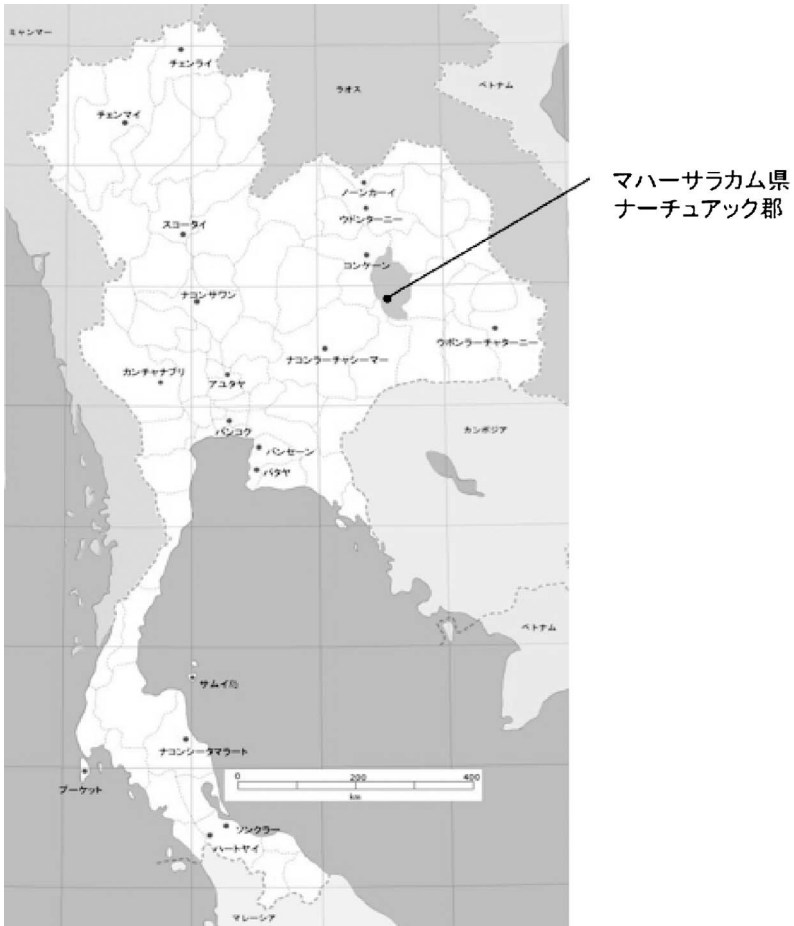 ミャンマー
チェンライ
ラオス
ベトナム
チェンマイ
ノーンカーイ
ウドンターニー
マハーサラカム県
ナーチュアック郡
スコータイ
コンケーン
ナコンサワン
ウボンラーチャターニー
ナコンラーチャシーマー
カンチャナブリ
アユタヤ
バンコク
カンボジア
バンセーン
パタヤ
ベトナム
サムイ島
ナコンシータマラート
0 200 400
km
プーケット
ソンクラー
ハートヤイ
マレーシア